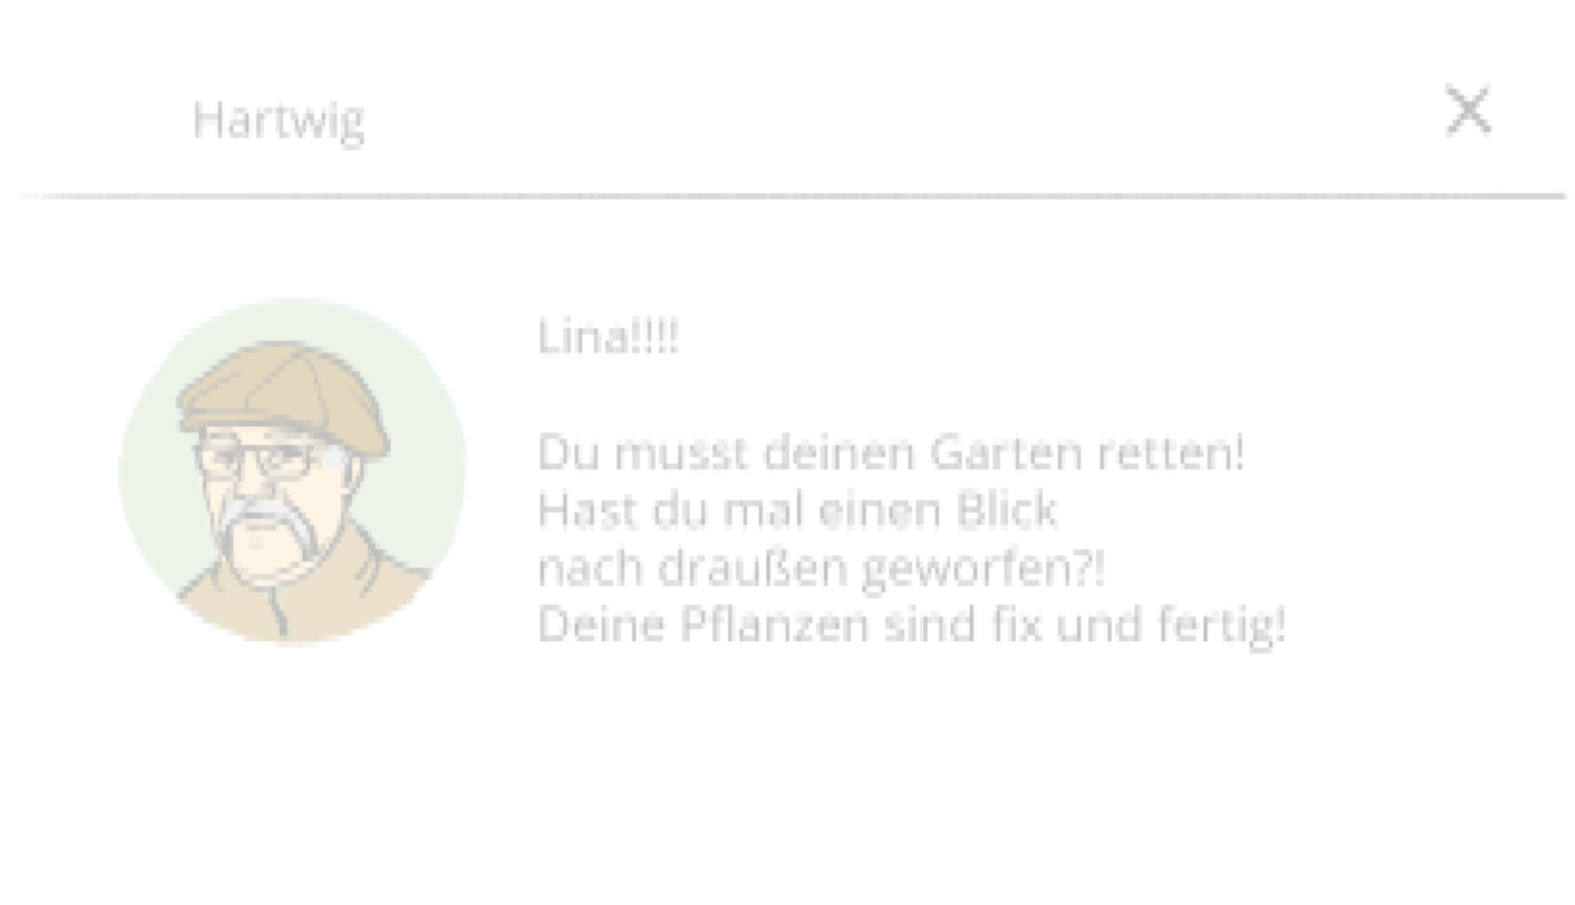 Hartwig
Lina!!!!
Du musst deinen Garten retten!
Hast du mal einen Blick
nach draußen geworfen?!
Deine Pflanzen sind fix und fertig!